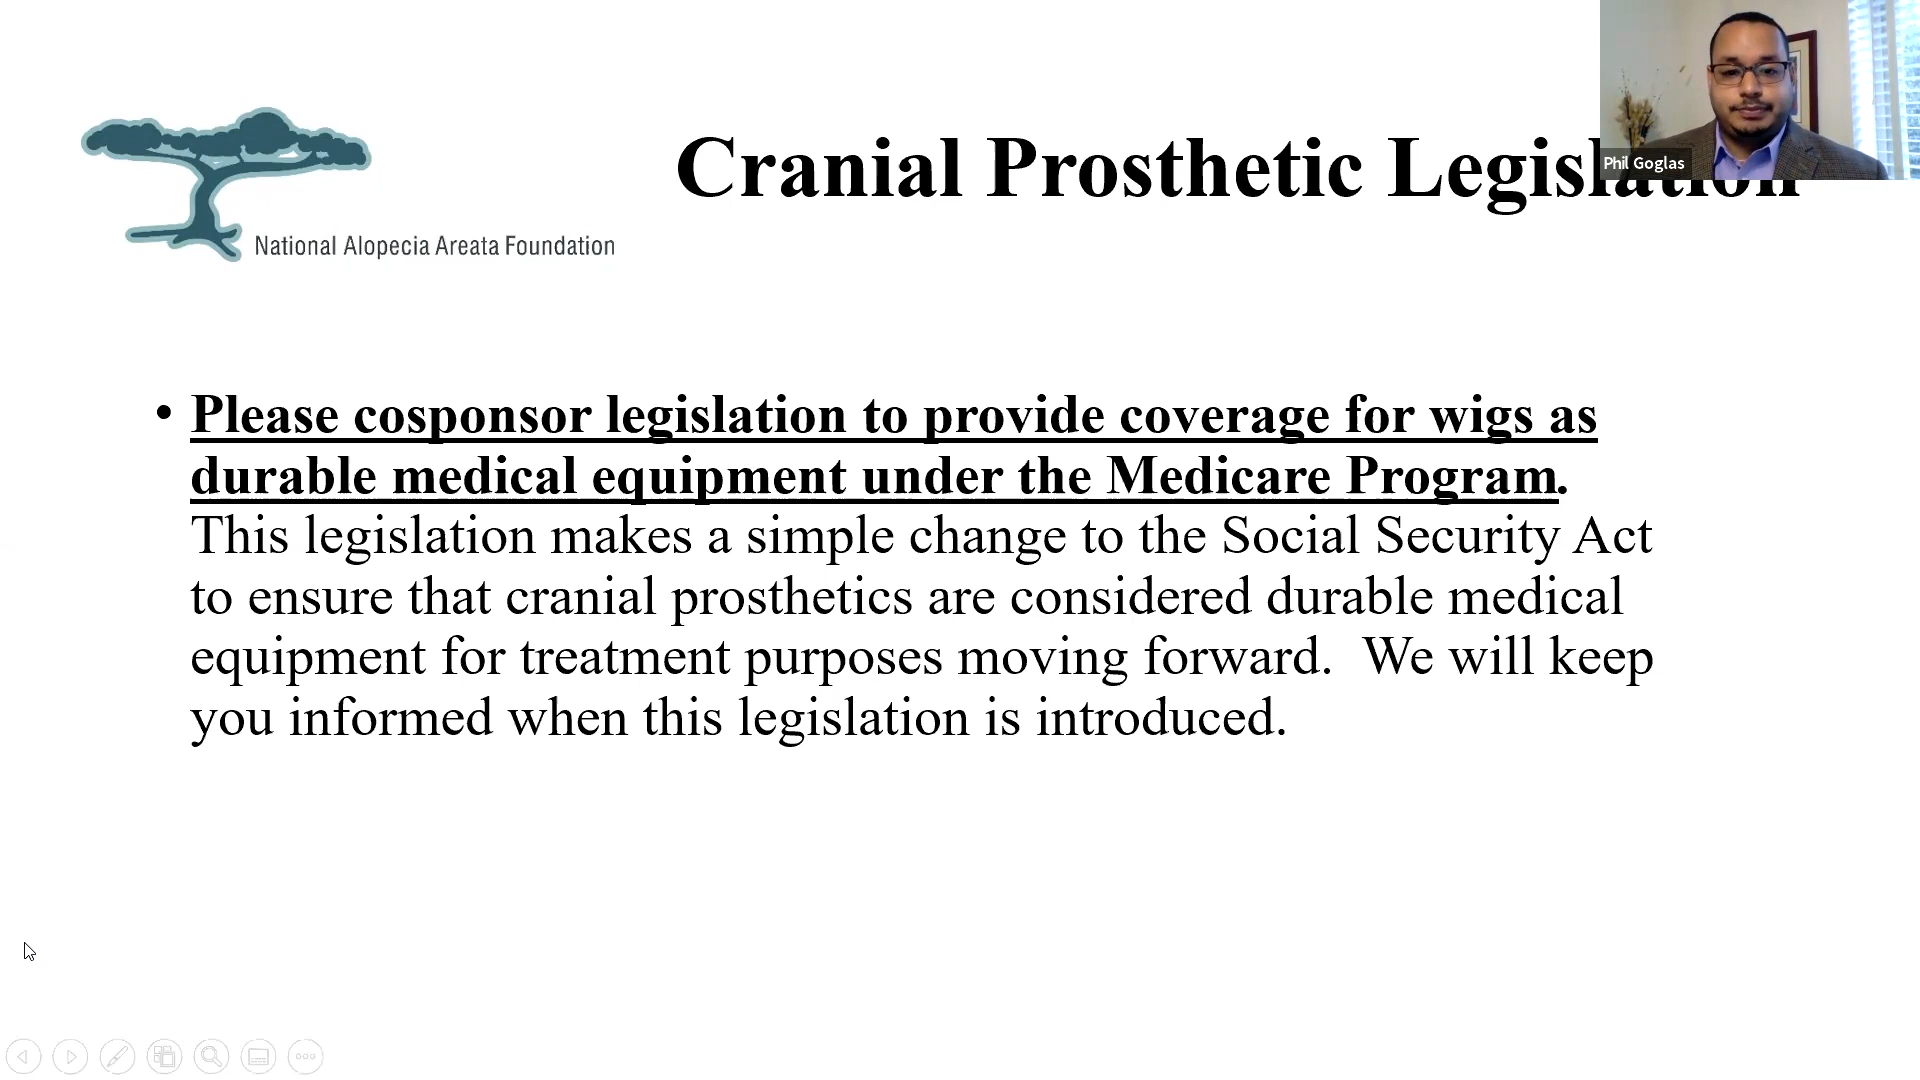 Cranial Prosthetic Legislation
Phil Goglas
National Alopecia Areata Foundation
• Please cosponsor legislation to provide coverage for wigs as
durable medical equipment under the Medicare Program.
This legislation makes a simple change to the Social Security Act
to ensure that cranial prosthetics are considered durable medical
equipment for treatment purposes moving forward.  We will keep
you informed when this legislation is introduced.